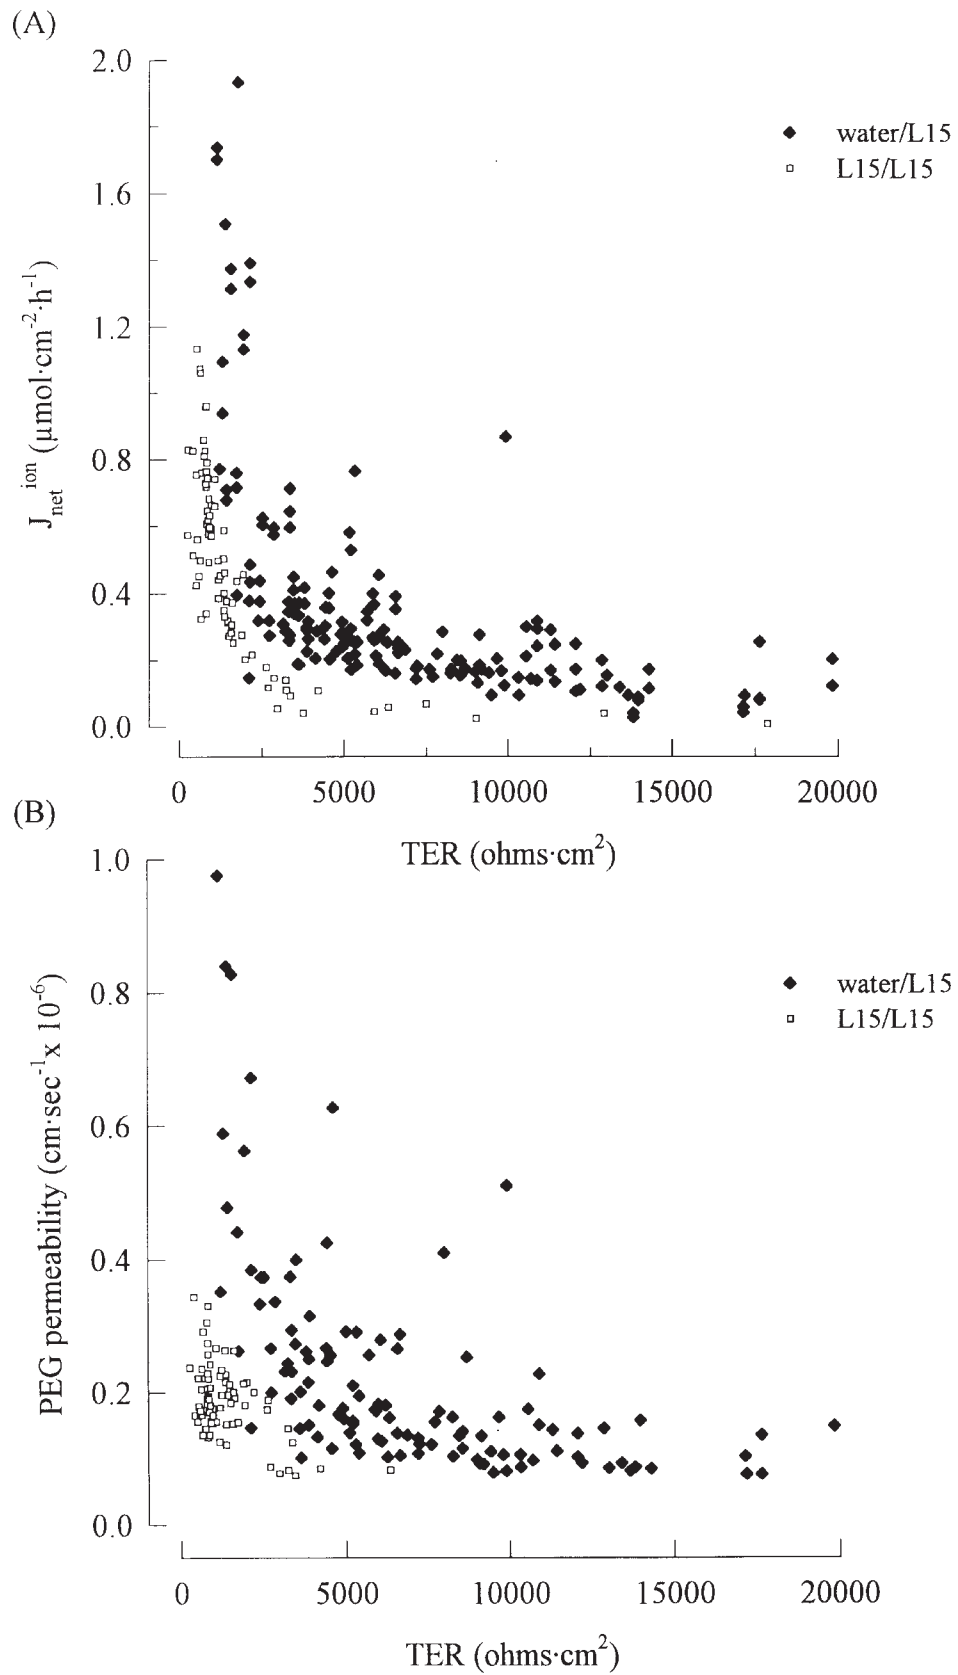 (A)
2.0
1.6
1.2
0.8
0.4
0.0
J_net^ion (μmol·cm⁻²·h⁻¹)
water/L15
L15/L15
0 5000 10000 15000 20000
TER (ohms·cm²)
(B)
1.0
0.8
0.6
0.4
0.2
0.0
PEG permeability (cm·sec⁻¹x 10⁻⁶)
water/L15
L15/L15
0 5000 10000 15000 20000
TER (ohms·cm²)